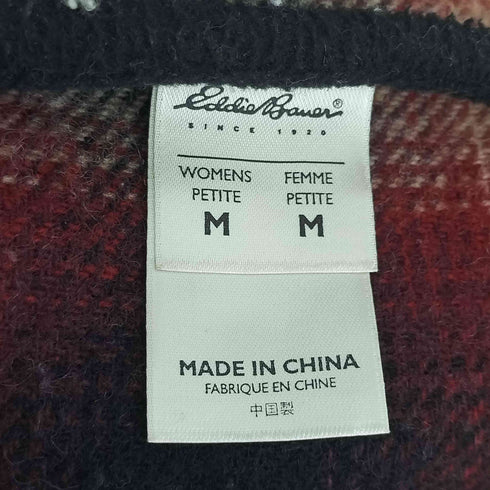 Eddie Bauer®
SINCE 1920
WOMENS FEMME
PETITE PETITE
M M
MADE IN CHINA
FABRIQUE EN CHINE
中国製